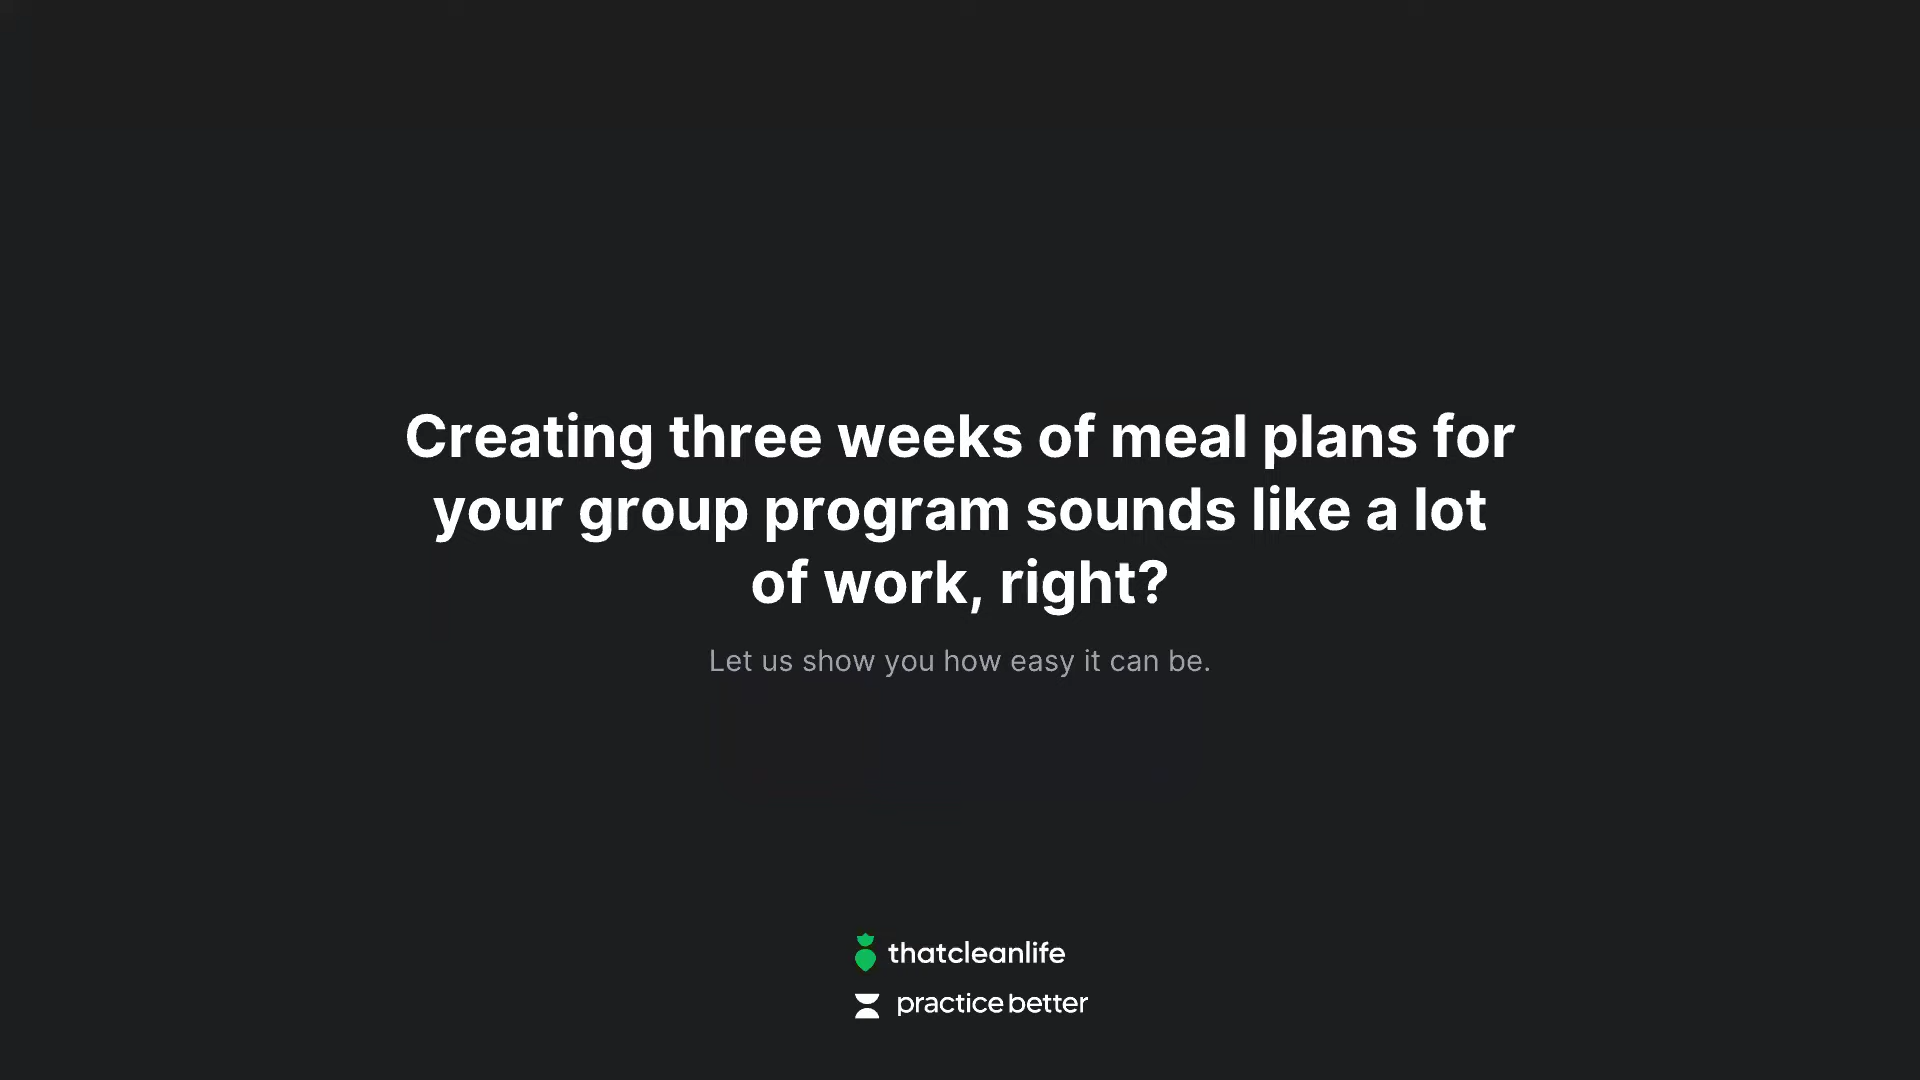 Creating three weeks of meal plans for
your group program sounds like a lot
of work, right?
Let us show you how easy it can be.
thatcleanlife
practice better